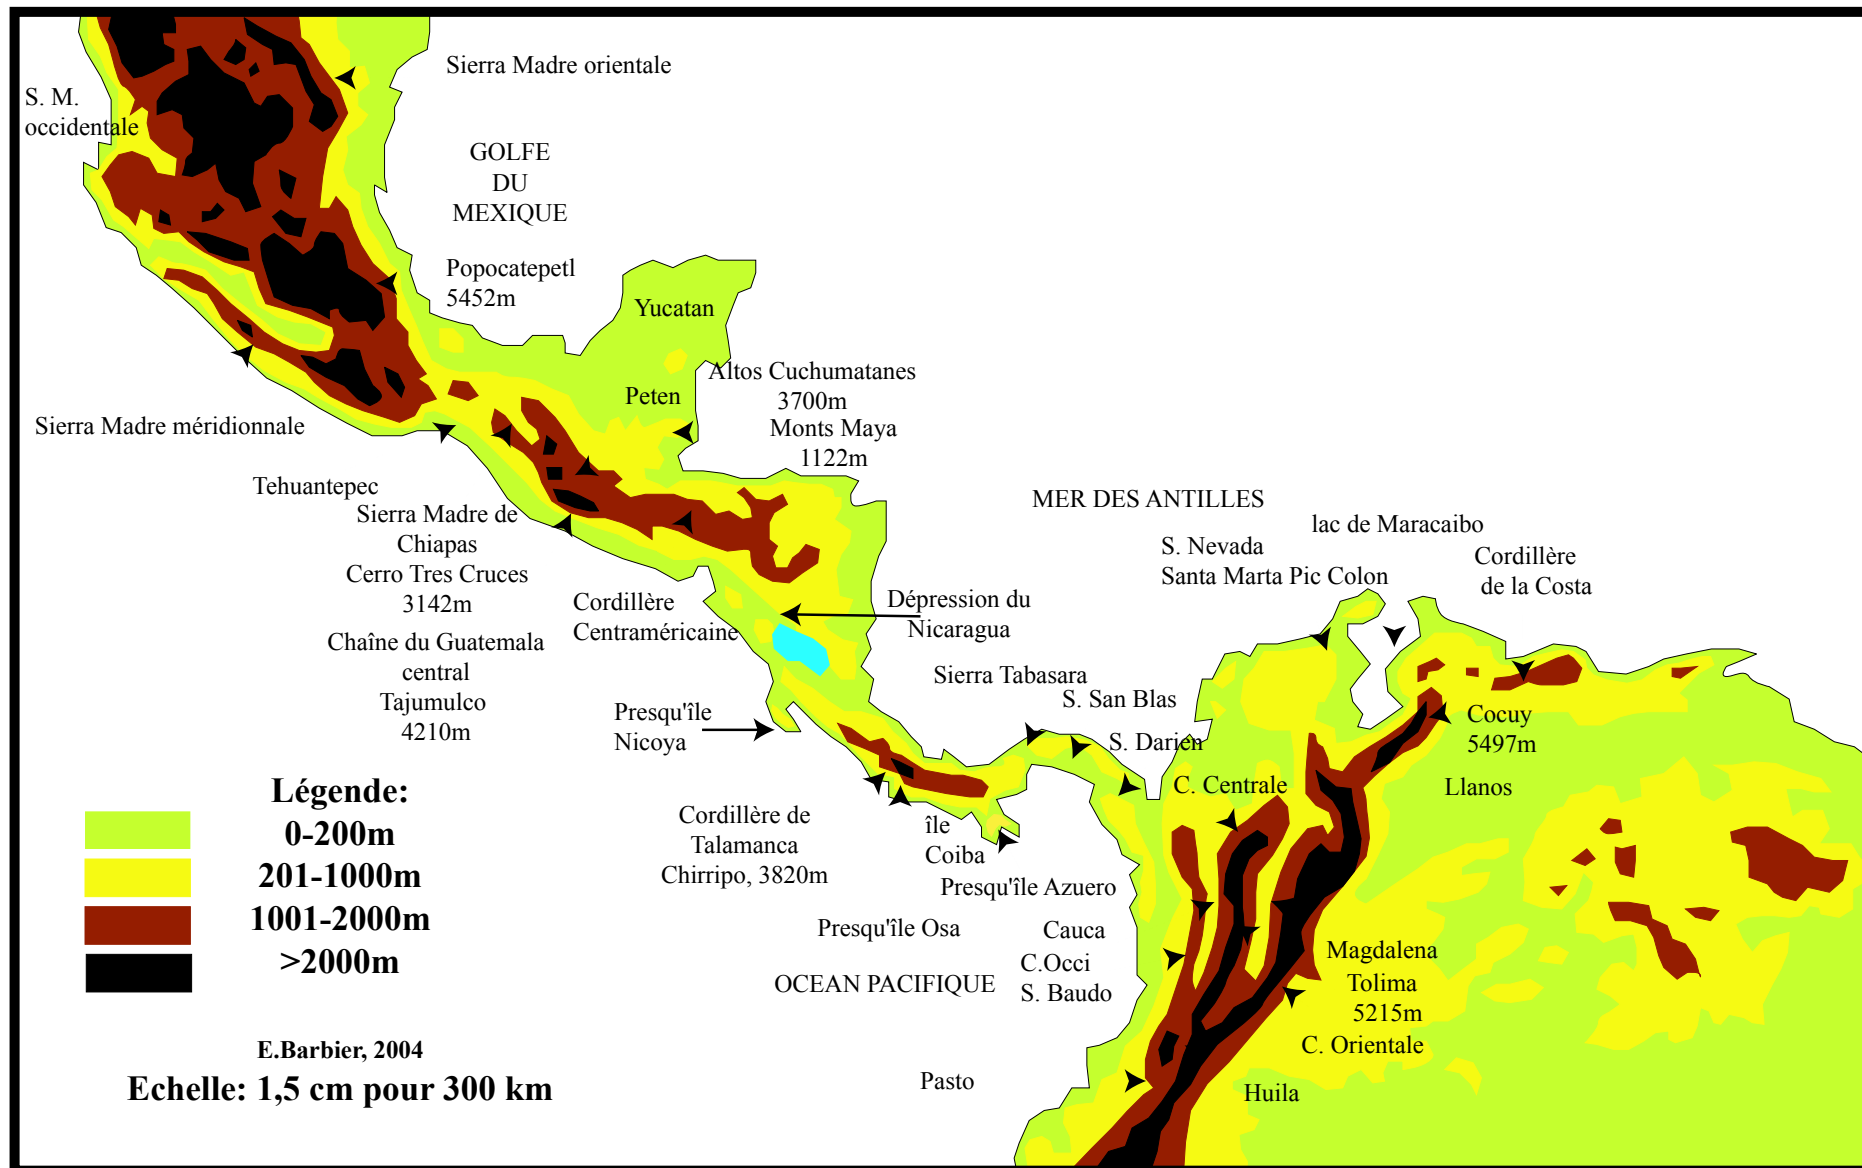 Sierra Madre orientale
S. M.
occidentale
GOLFE
DU
MEXIQUE
Popocatepetl
5452m
Yucatan
Altos Cuchumatanes
3700m
Peten
Monts Maya
1122m
Sierra Madre méridionnale
Tehuantepec
Sierra Madre de
Chiapas
Cerro Tres Cruces
3142m
Chaîne du Guatemala
central
Tajumulco
4210m
MER DES ANTILLES
lac de Maracaibo
S. Nevada
Santa Marta Pic Colon
Cordillère
de la Costa
Cordillère
Centraméricaine
Dépression du
Nicaragua
Sierra Tabasara
S. San Blas
S. Darien
Presqu'île
Nicoya
Cocuy
5497m
C. Centrale
Llanos
Cordillère de
Talamanca
Chirripo, 3820m
île
Coiba
Presqu'île Azuero
Presqu'île Osa
Cauca
C.Occi
S. Baudo
OCEAN PACIFIQUE
Magdalena
Tolima
5215m
C. Orientale
Pasto
Huila
Légende:
0-200m
201-1000m
1001-2000m
>2000m
E.Barbier, 2004
Echelle: 1,5 cm pour 300 km